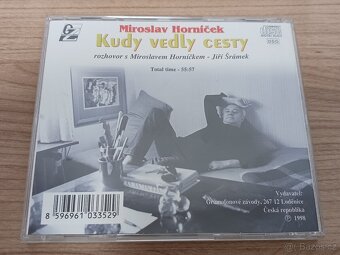 GZ
Miroslav Horníček
Kudy vedly cesty
rozhovor s Miroslavem Horníčkem - Jiří Šrámek
Total time - 55:57
Vydavatel:
Gramofonové závody, 267 12 Loděnice
Česká republika
℗ 1998
8 596961 033529